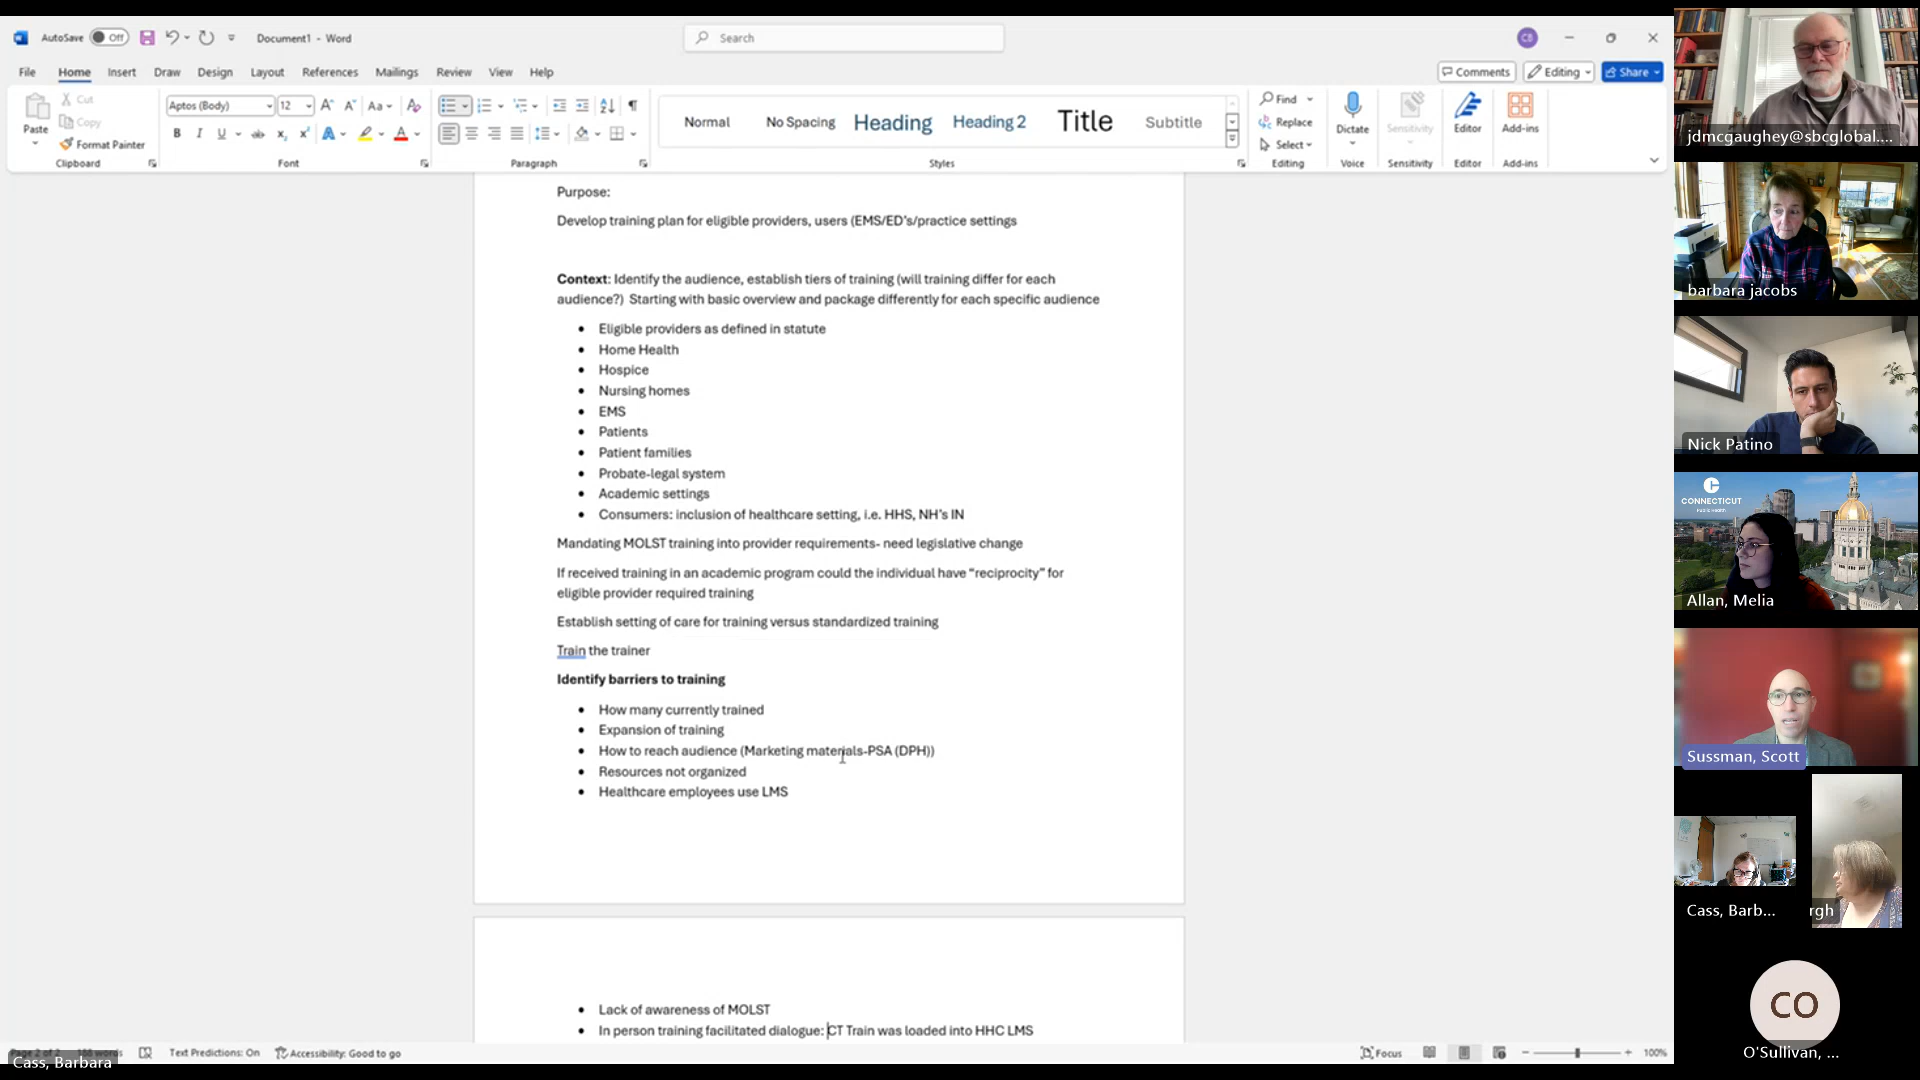 AutoSave Off Document1 - Word
Search
CB
File Home Insert Draw Design Layout References Mailings Review View Help
Comments Editing Share
Paste Cut Copy Format Painter
Clipboard
Aptos (Body) 12
Font
Paragraph
Normal No Spacing Heading Heading 2 Title Subtitle
Styles
Find
Replace
Select
Editing
Dictate
Voice
Sensitivity
Sensitivity
Editor
Editor
Add-ins
Add-ins
Purpose:
Develop training plan for eligible providers, users (EMS/ED's/practice settings
Context: Identify the audience, establish tiers of training (will training differ for each
audience?) Starting with basic overview and package differently for each specific audience
• Eligible providers as defined in statute
• Home Health
• Hospice
• Nursing homes
• EMS
• Patients
• Patient families
• Probate-legal system
• Academic settings
• Consumers: inclusion of healthcare setting, i.e. HHS, NH's IN
Mandating MOLST training into provider requirements- need legislative change
If received training in an academic program could the individual have “reciprocity” for
eligible provider required training
Establish setting of care for training versus standardized training
Train the trainer
Identify barriers to training
• How many currently trained
• Expansion of training
• How to reach audience (Marketing materials-PSA (DPH))
• Resources not organized
• Healthcare employees use LMS
• Lack of awareness of MOLST
• In person training facilitated dialogue: CT Train was loaded into HHC LMS
Text Predictions: On Accessibility: Good to go
Focus 100%
Cass, Barbara
jdmcgaughey@sbcglobal....
barbara jacobs
Nick Patino
CONNECTICUT
Public Health
Allan, Melia
Sussman, Scott
Cass, Barb...
rgh
CO
O'Sullivan, ...